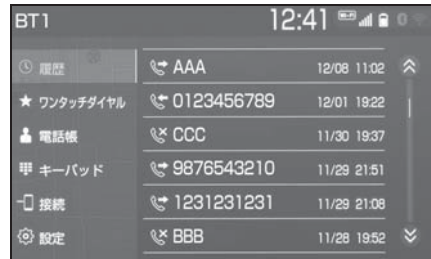 BT1 12:41 Wi-Fi
履歴
★ ワンタッチダイヤル
電話帳
キーパッド
接続
設定
AAA 12/08 11:02
0123456789 12/01 19:22
CCC 11/30 19:37
9876543210 11/29 21:51
1231231231 11/29 21:08
BBB 11/28 19:52